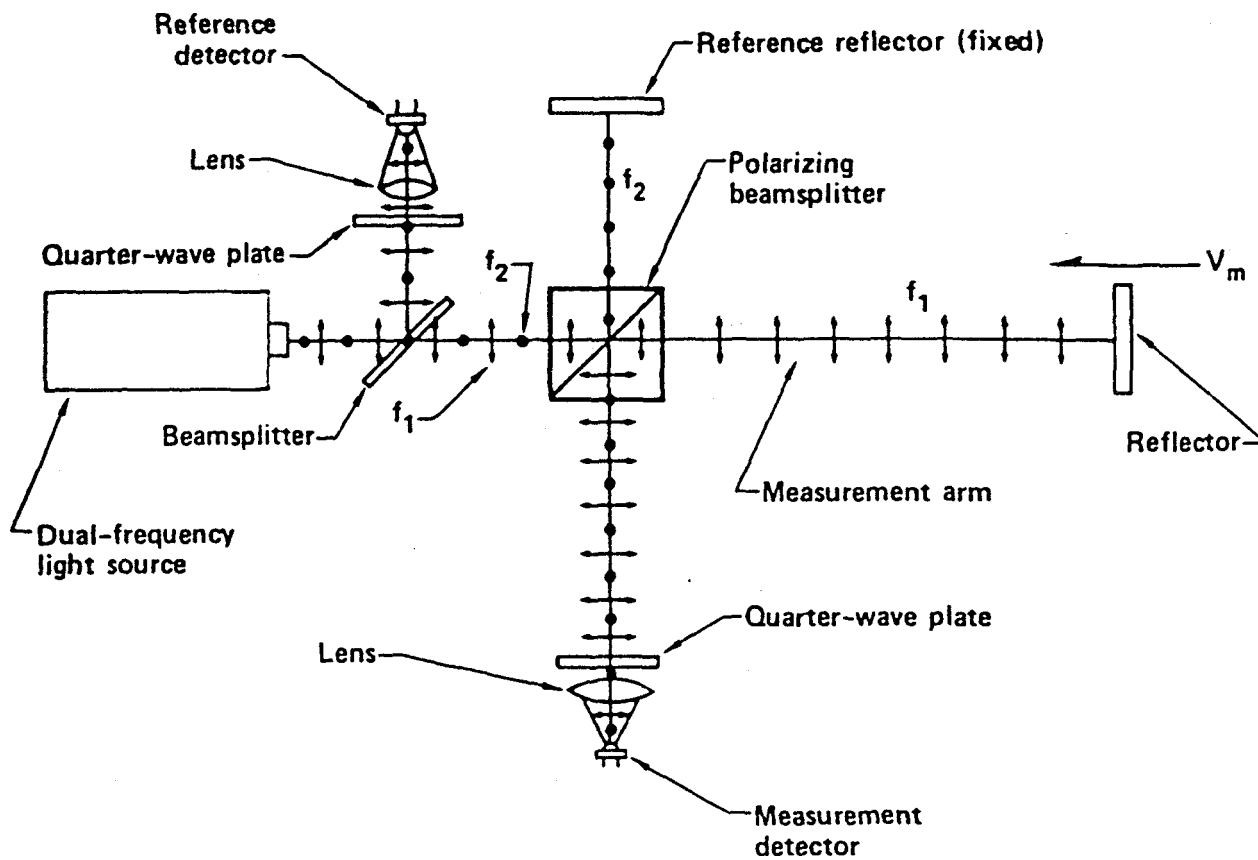 Reference
detector
Reference reflector (fixed)
Lens
Polarizing
beamsplitter
f2
Quarter-wave plate
f2
Vm
f1
f1
Beamsplitter
Reflector
Measurement arm
Dual-frequency
light source
Quarter-wave plate
Lens
Measurement
detector